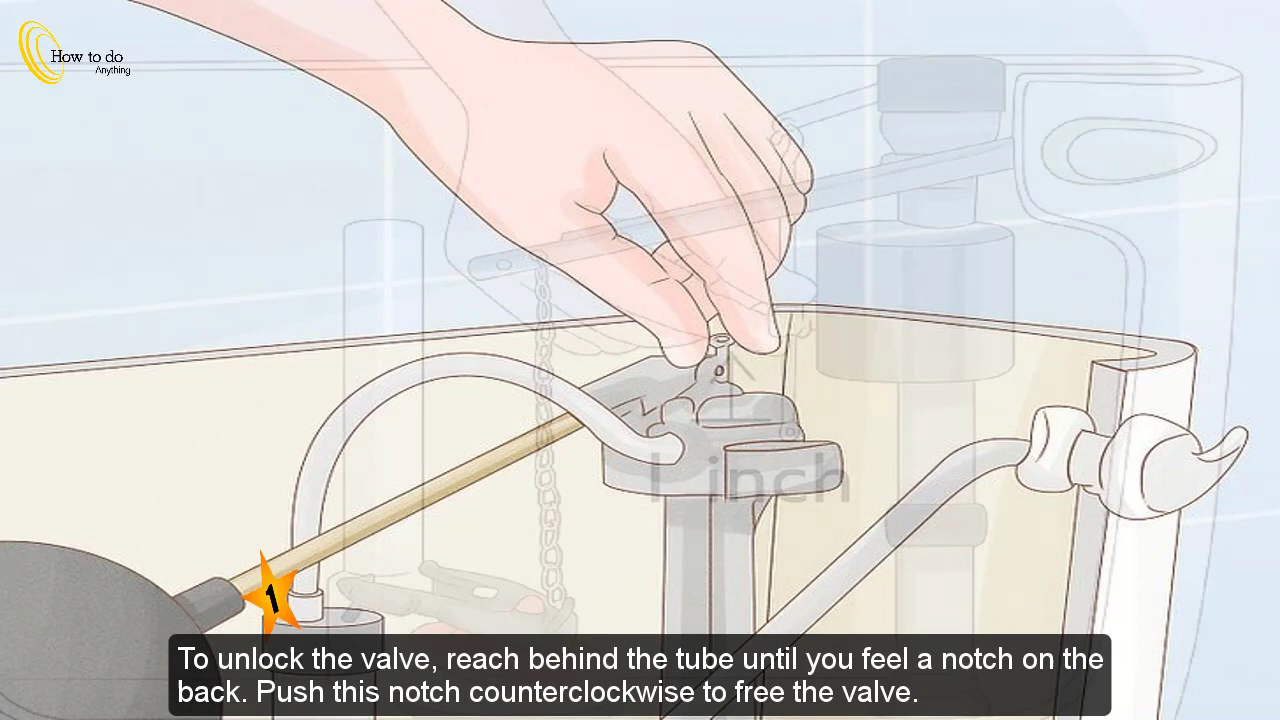 How to do
Anything
1 inch
1
To unlock the valve, reach behind the tube until you feel a notch on the
back. Push this notch counterclockwise to free the valve.